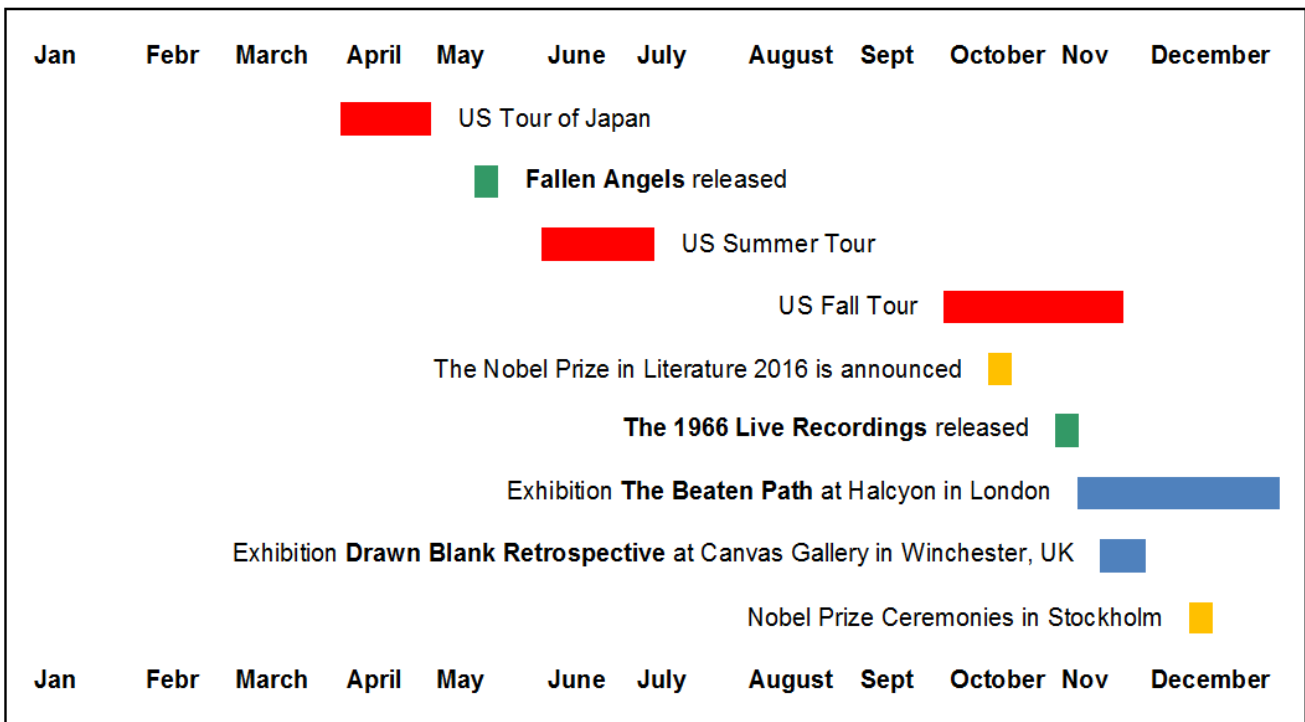 Jan Febr March April May June July August Sept October Nov December
US Tour of Japan
Fallen Angels released
US Summer Tour
US Fall Tour
The Nobel Prize in Literature 2016 is announced
The 1966 Live Recordings released
Exhibition The Beaten Path at Halcyon in London
Exhibition Drawn Blank Retrospective at Canvas Gallery in Winchester, UK
Nobel Prize Ceremonies in Stockholm
Jan Febr March April May June July August Sept October Nov December